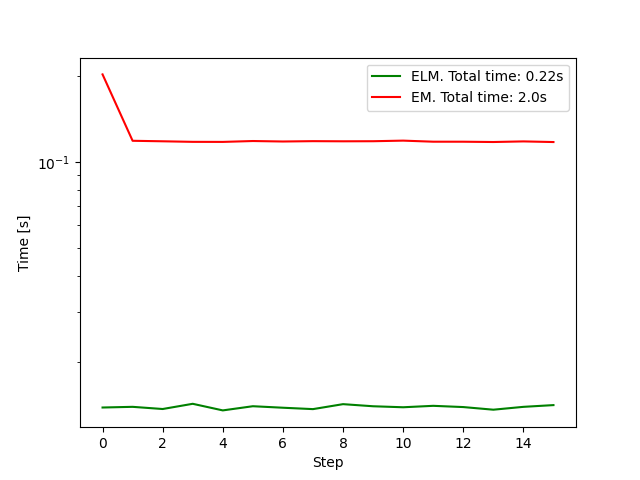 ELM. Total time: 0.22s
EM. Total time: 2.0s
10⁻¹
Time [s]
0 2 4 6 8 10 12 14
Step